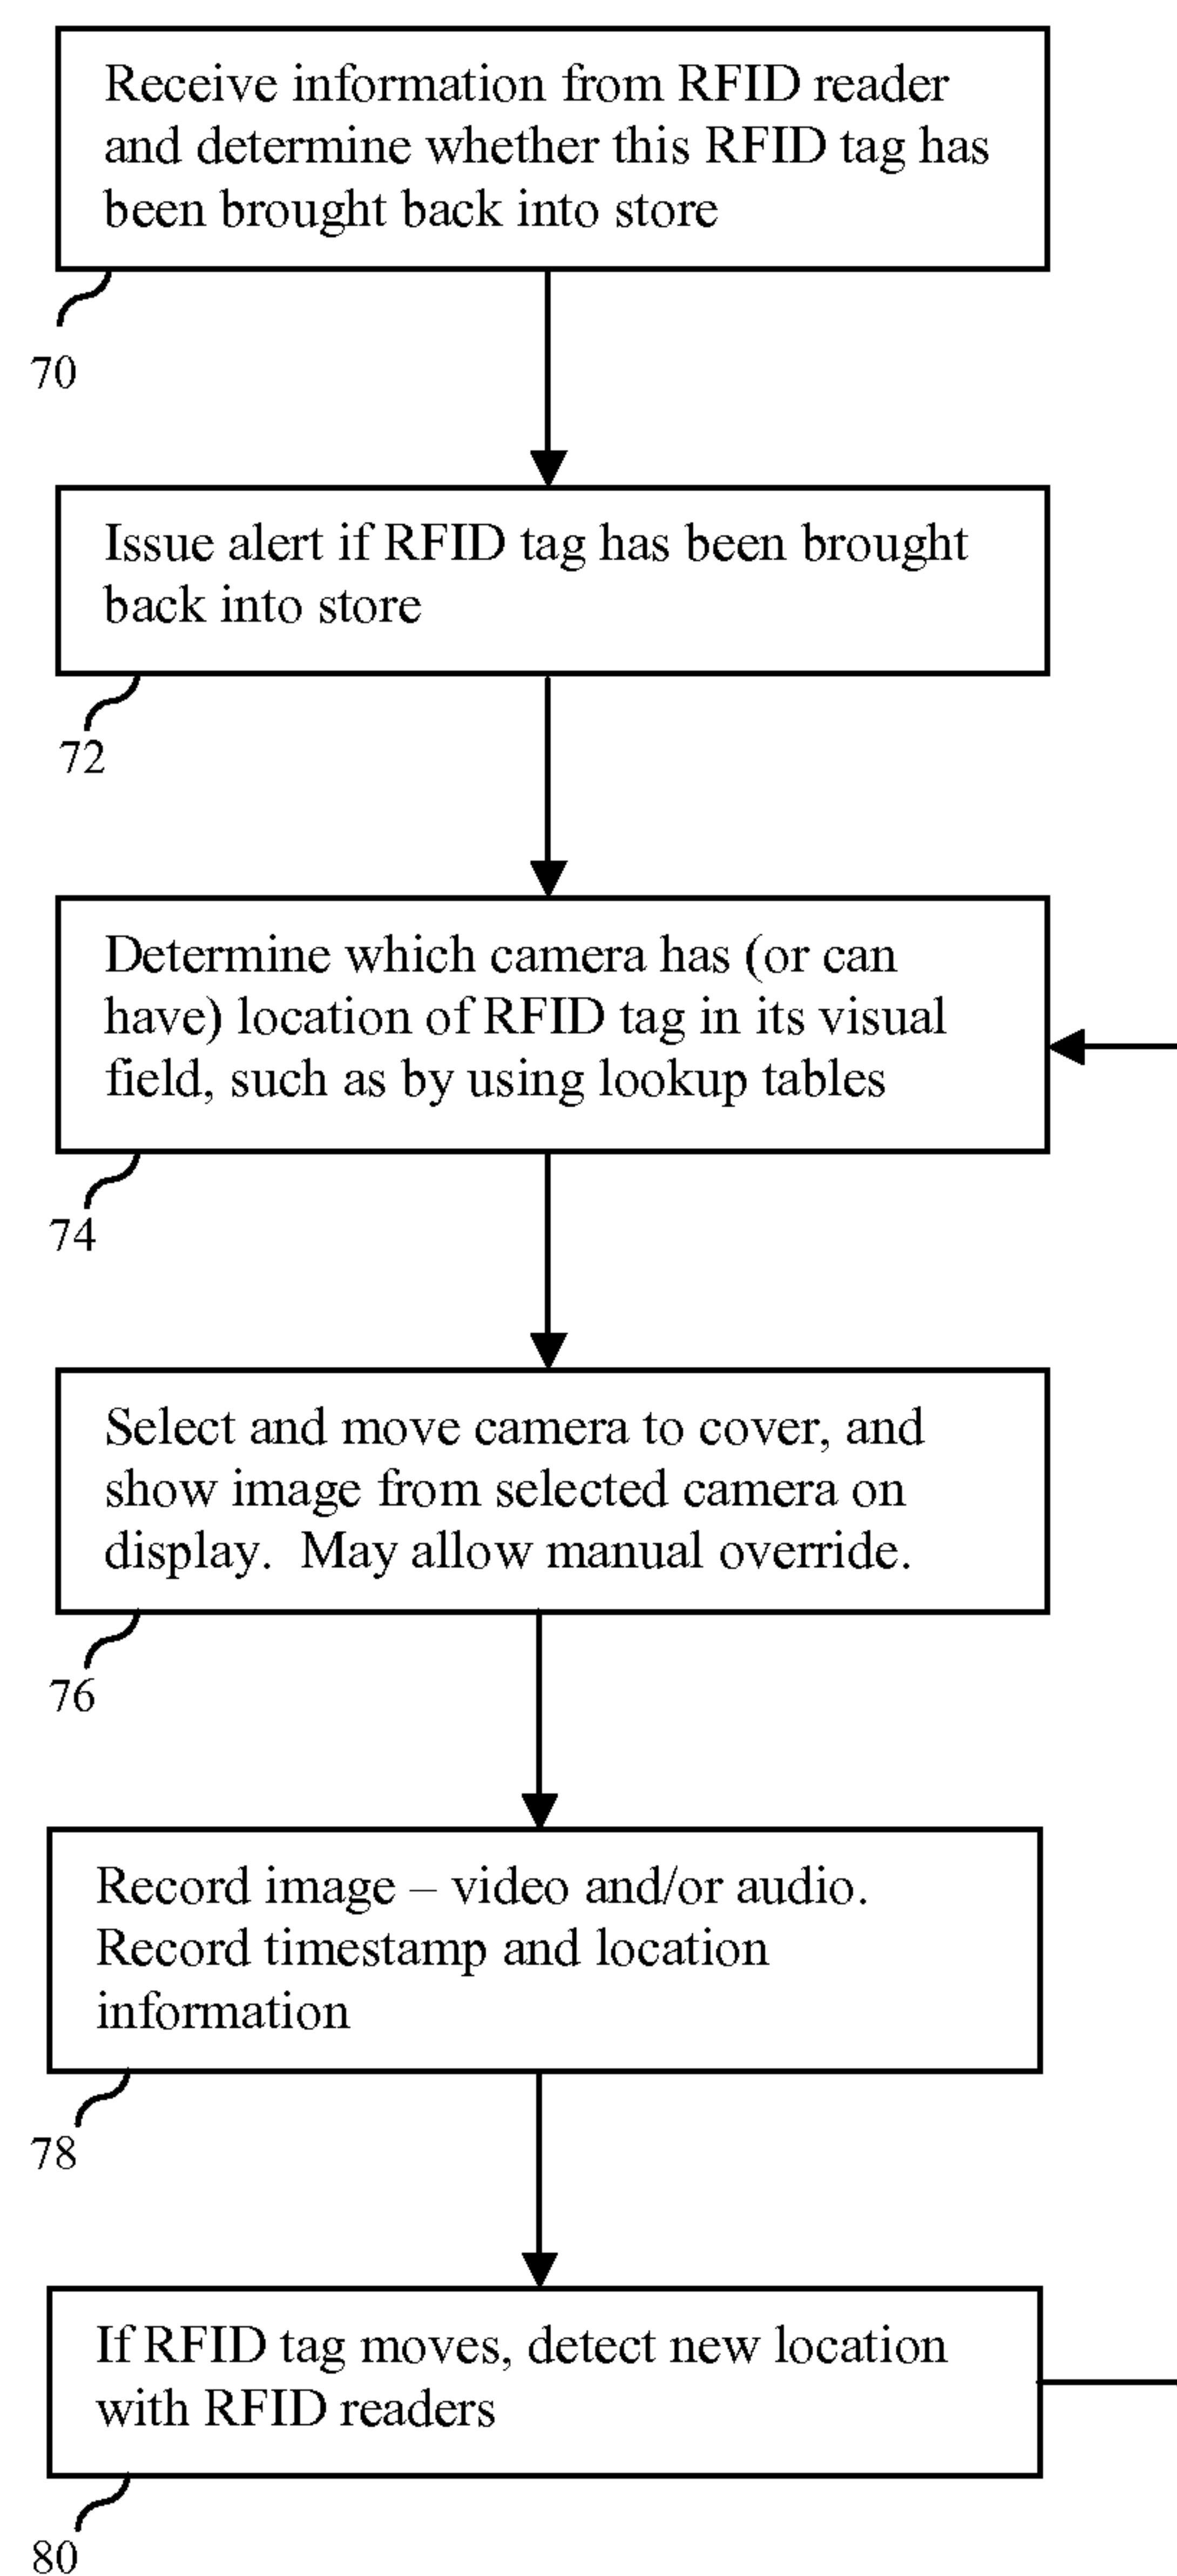 Receive information from RFID reader
and determine whether this RFID tag has
been brought back into store
70
Issue alert if RFID tag has been brought
back into store
72
Determine which camera has (or can
have) location of RFID tag in its visual
field, such as by using lookup tables
74
Select and move camera to cover, and
show image from selected camera on
display.  May allow manual override.
76
Record image – video and/or audio.
Record timestamp and location
information
78
If RFID tag moves, detect new location
with RFID readers
80